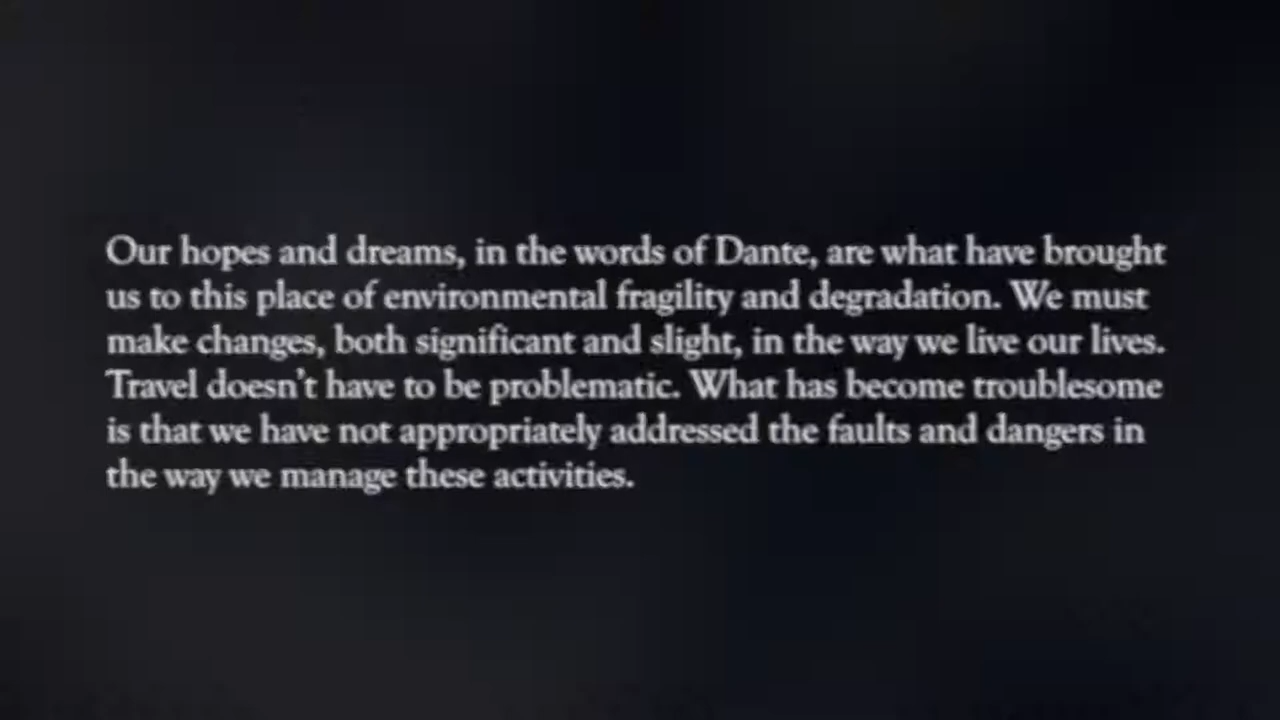 Our hopes and dreams, in the words of Dante, are what have brought
us to this place of environmental fragility and degradation. We must
make changes, both significant and slight, in the way we live our lives.
Travel doesn't have to be problematic. What has become troublesome
is that we have not appropriately addressed the faults and dangers in
the way we manage these activities.